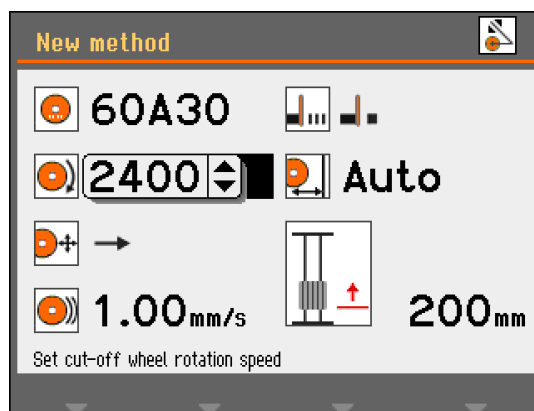 New method
60A30
2400
Auto
1.00mm/s
200mm
Set cut-off wheel rotation speed